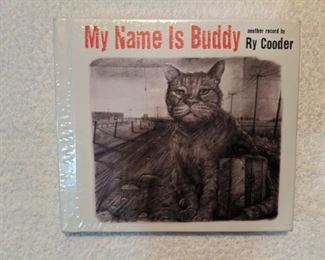 My Name Is Buddy
another record by
Ry Cooder